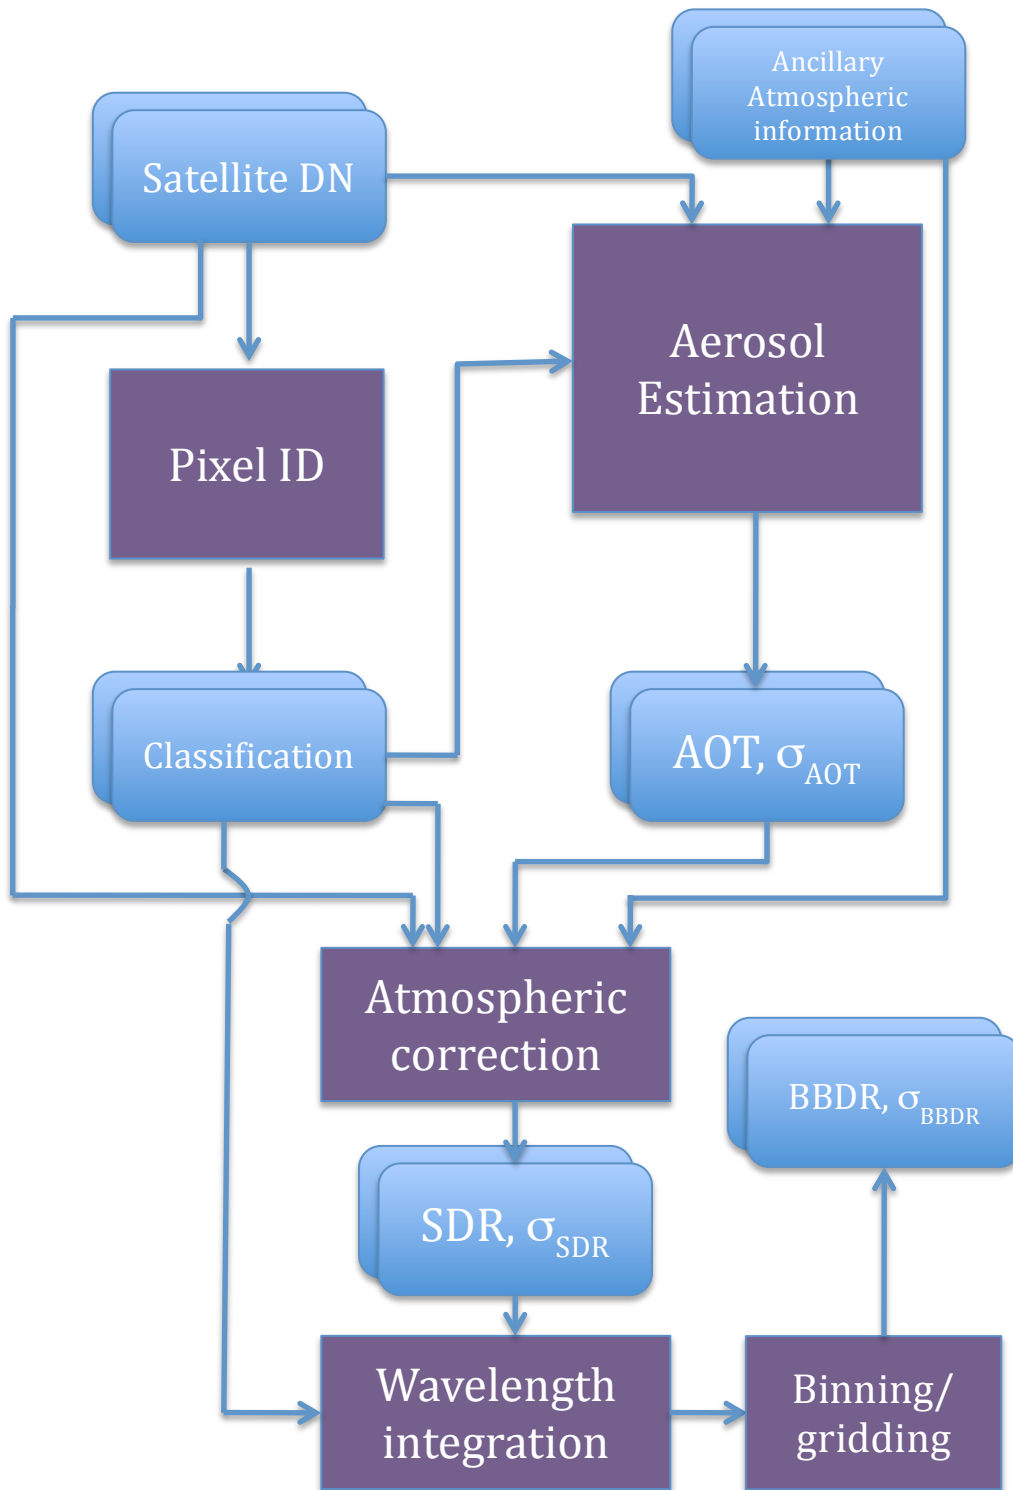 Ancillary
Atmospheric
information
Satellite DN
Aerosol
Estimation
Pixel ID
Classification
AOT, σAOT
Atmospheric
correction
BBDR, σBBDR
SDR, σSDR
Wavelength
integration
Binning/
gridding